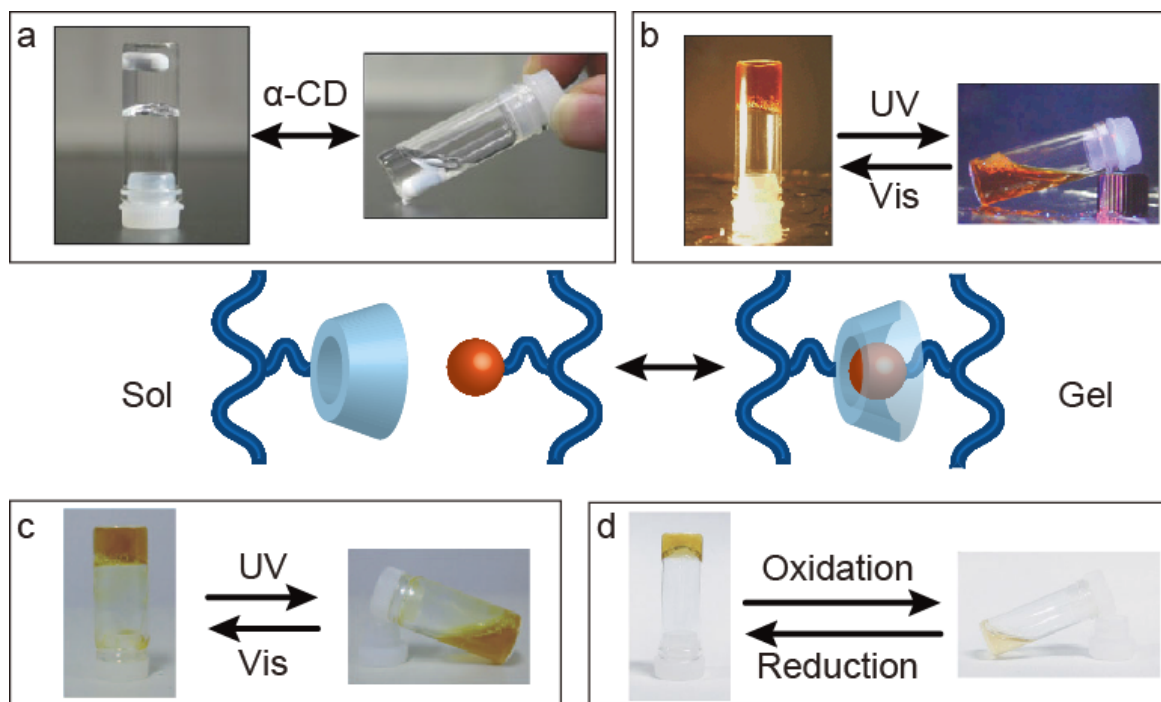 a
α-CD
b
UV
Vis
Sol
Gel
c
UV
Vis
d
Oxidation
Reduction